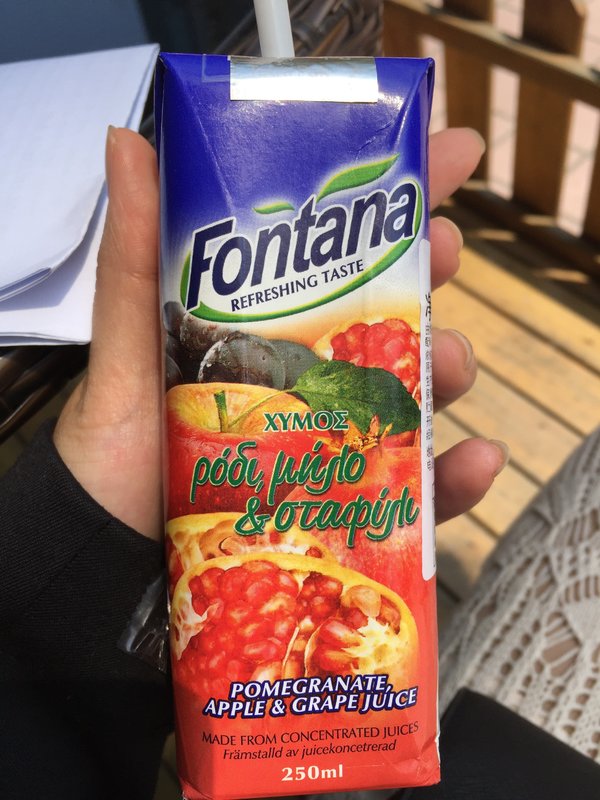 Fontana
REFRESHING TASTE
ΧΥΜΟΣ
ρόδι, μήλο
& σταφύλι
POMEGRANATE,
APPLE & GRAPE JUICE
MADE FROM CONCENTRATED JUICES
Framställd av juicekoncetrerad
250ml